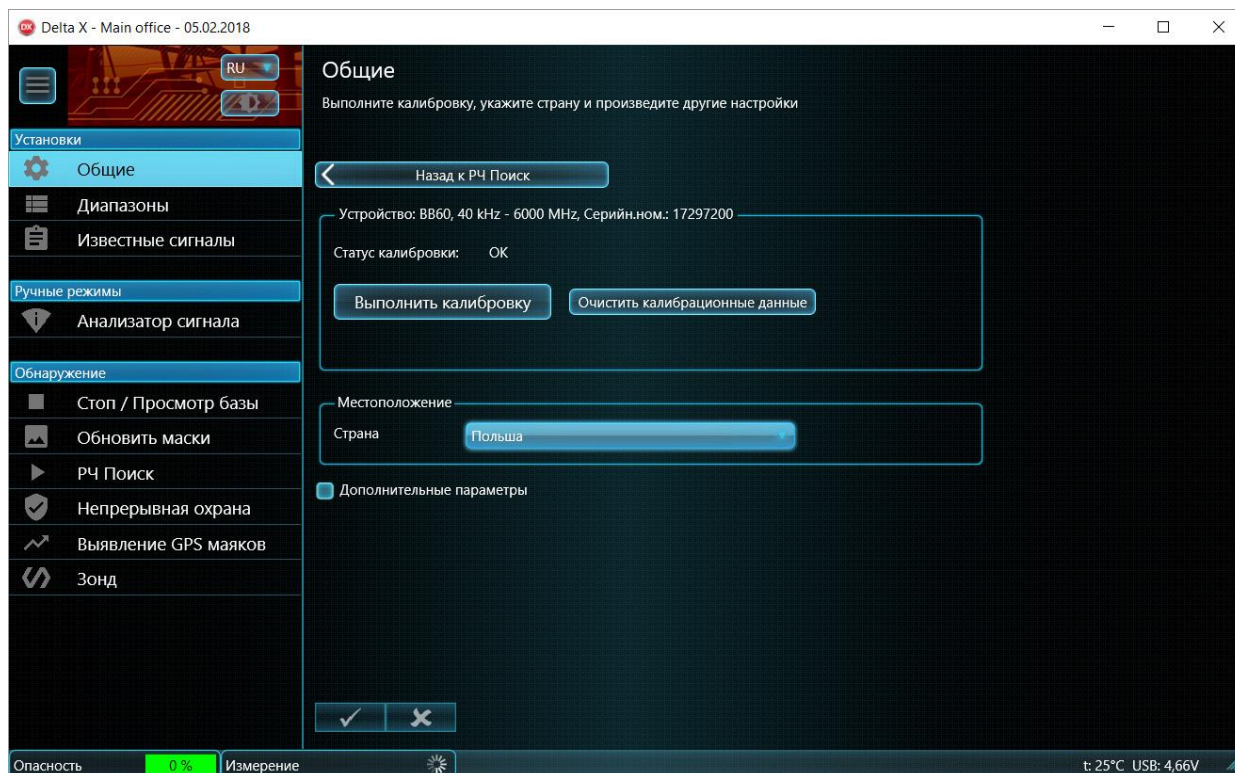 DX Delta X - Main office - 05.02.2018
RU
Установки
Общие
Диапазоны
Известные сигналы
Ручные режимы
Анализатор сигнала
Обнаружение
Стоп / Просмотр базы
Обновить маски
РЧ Поиск
Непрерывная охрана
Выявление GPS маяков
Зонд
Общие
Выполните калибровку, укажите страну и произведите другие настройки
Назад к РЧ Поиск
Устройство: BB60, 40 kHz - 6000 MHz, Серийн.ном.: 17297200
Статус калибровки: OK
Выполнить калибровку Очистить калибрационные данные
Местоположение
Страна Польша
Дополнительные параметры
Опасность 0 % Измерение t: 25°C USB: 4,66V